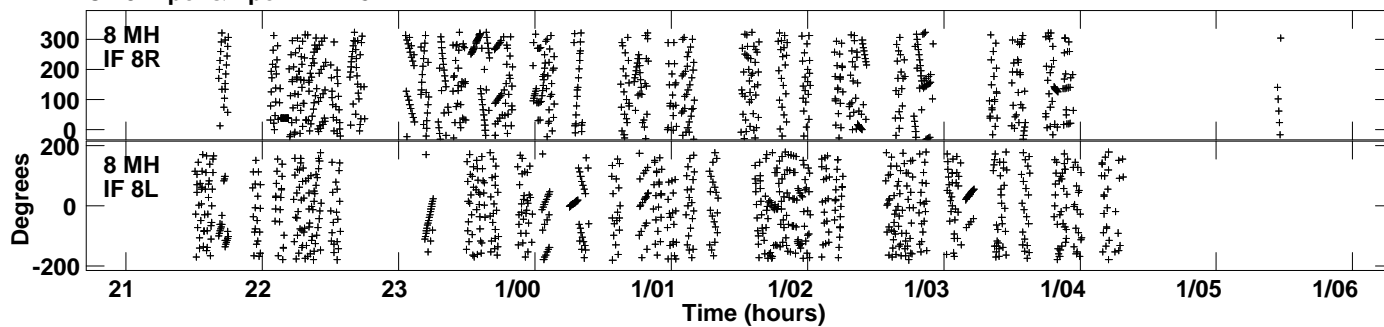 300
200
100
0
8 MH
IF 8R
200
0
-200
8 MH
IF 8L
Degrees
21 22 23 1/00 1/01 1/02 1/03 1/04 1/05 1/06
Time (hours)